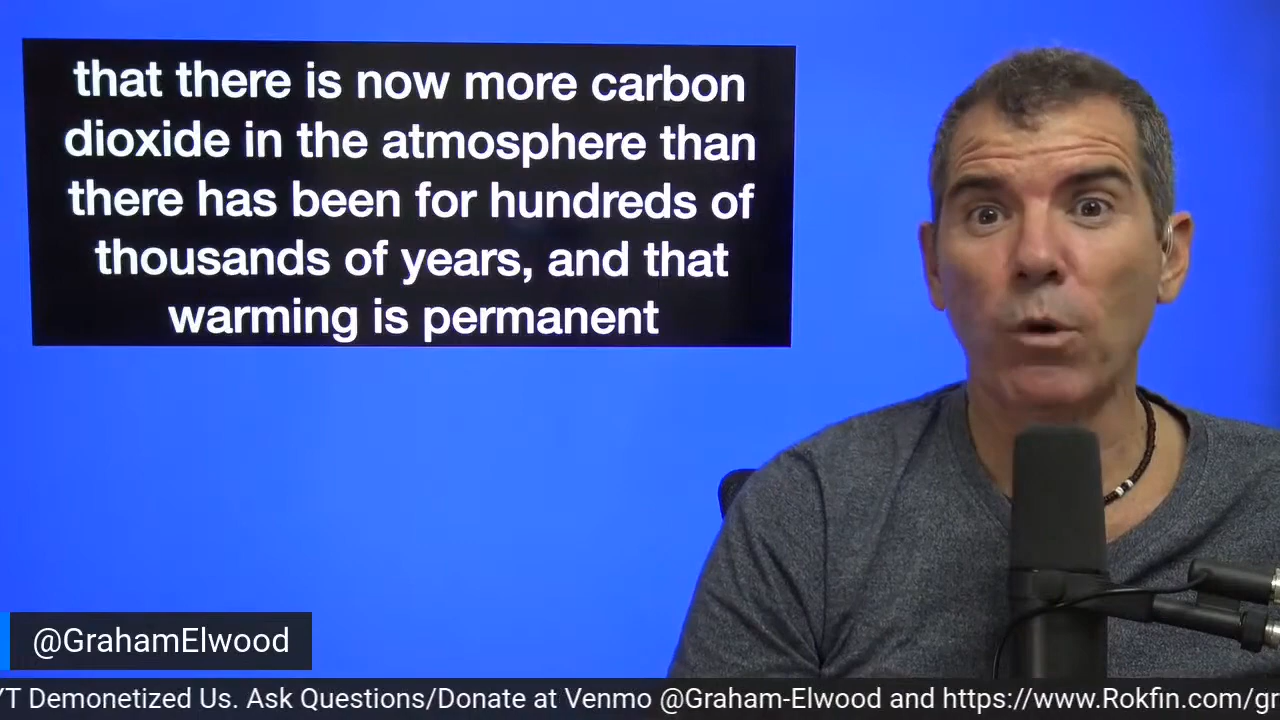 that there is now more carbon
dioxide in the atmosphere than
there has been for hundreds of
thousands of years, and that
warming is permanent
@GrahamElwood
YT Demonetized Us. Ask Questions/Donate at Venmo @Graham-Elwood and https://www.Rokfin.com/gr